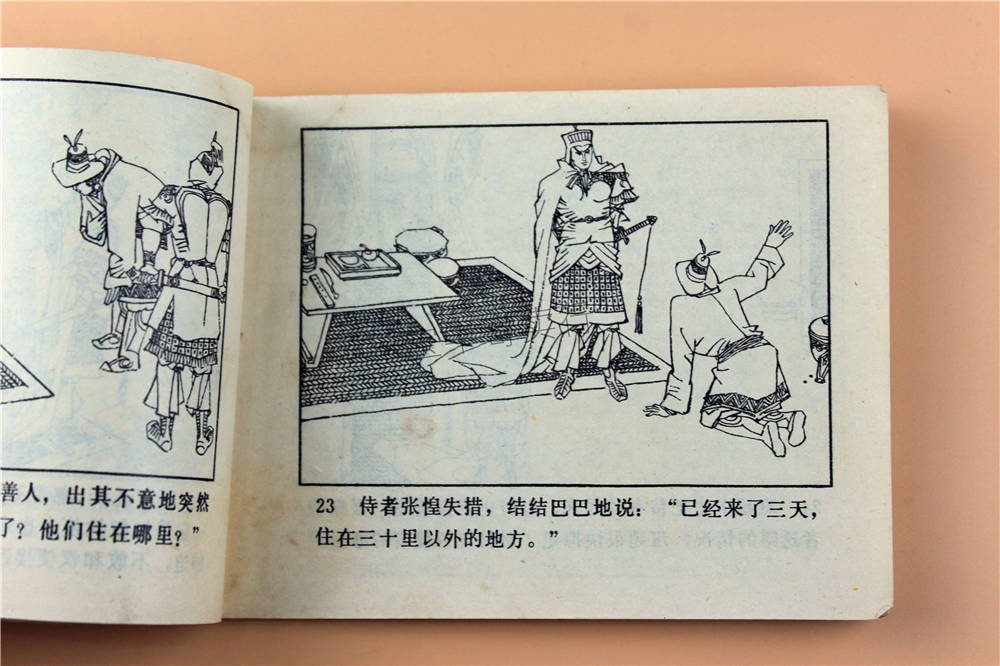 善人，出其不意地突然
了？他们住在哪里？”
23 侍者张惶失措，结结巴巴地说：“已经来了三天，
住在三十里以外的地方。”